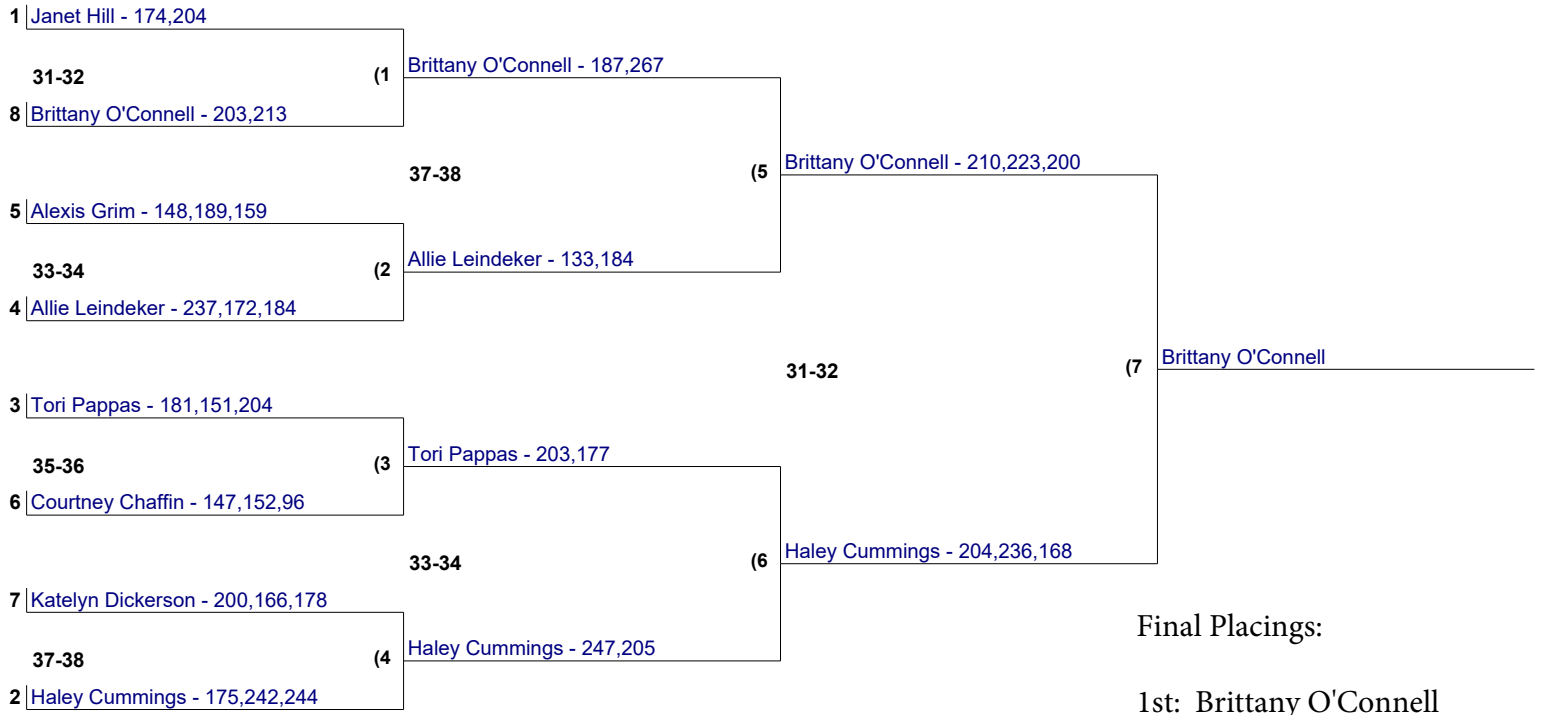 1 Janet Hill - 174,204
31-32 (1
8 Brittany O'Connell - 203,213
Brittany O'Connell - 187,267
37-38 (5
5 Alexis Grim - 148,189,159
33-34 (2
4 Allie Leindeker - 237,172,184
Allie Leindeker - 133,184
Brittany O'Connell - 210,223,200
31-32 (7
Brittany O'Connell
3 Tori Pappas - 181,151,204
35-36 (3
6 Courtney Chaffin - 147,152,96
Tori Pappas - 203,177
33-34 (6
7 Katelyn Dickerson - 200,166,178
37-38 (4
2 Haley Cummings - 175,242,244
Haley Cummings - 247,205
Haley Cummings - 204,236,168
Final Placings:
1st: Brittany O'Connell